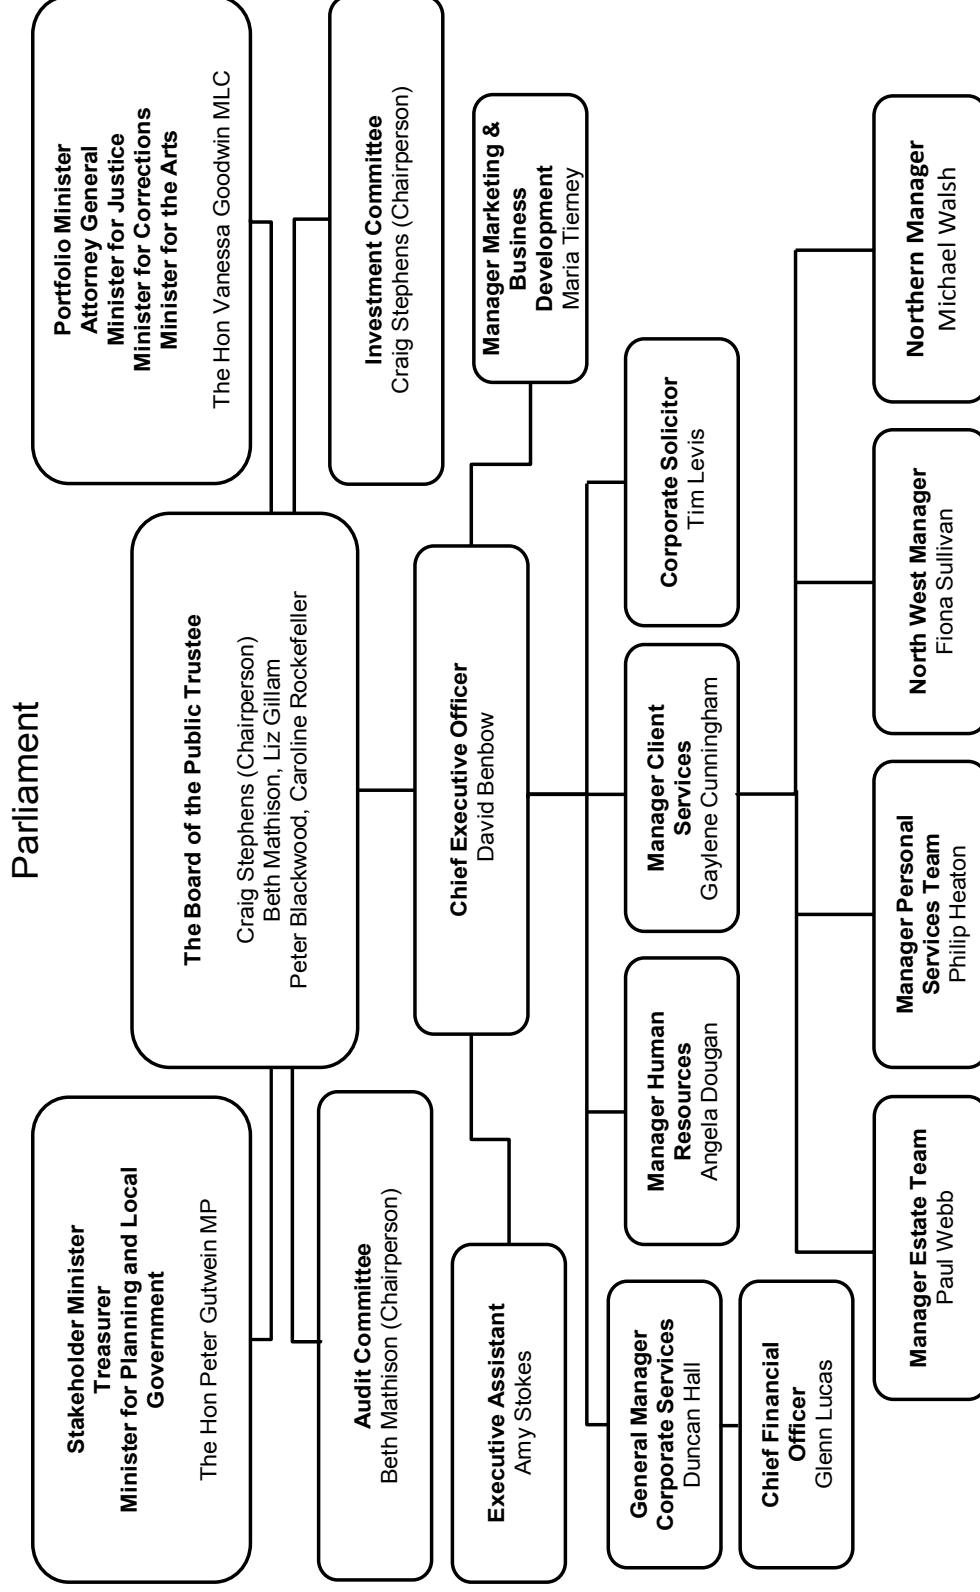 Parliament
Stakeholder Minister
Treasurer
Minister for Planning and Local
Government
The Hon Peter Gutwein MP
The Board of the Public Trustee
Craig Stephens (Chairperson)
Beth Mathison, Liz Gillam
Peter Blackwood, Caroline Rockefeller
Portfolio Minister
Attorney General
Minister for Justice
Minister for Corrections
Minister for the Arts
The Hon Vanessa Goodwin MLC
Audit Committee
Beth Mathison (Chairperson)
Investment Committee
Craig Stephens (Chairperson)
Executive Assistant
Amy Stokes
Chief Executive Officer
David Benbow
Manager Marketing &
Business
Development
Maria Tierney
General Manager
Corporate Services
Duncan Hall
Manager Human
Resources
Angela Dougan
Manager Client
Services
Gaylene Cunningham
Corporate Solicitor
Tim Levis
Chief Financial
Officer
Glenn Lucas
Manager Estate Team
Paul Webb
Manager Personal
Services Team
Philip Heaton
North West Manager
Fiona Sullivan
Northern Manager
Michael Walsh